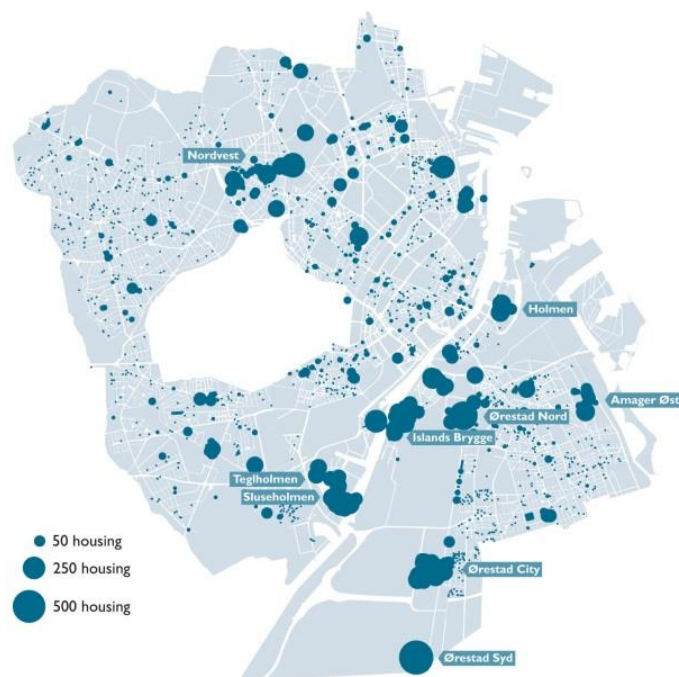 Nordvest
Holmen
Amager Øst
Ørestad Nord
Islands Brygge
Teglholmen
Sluseholmen
50 housing
250 housing
Ørestad City
500 housing
Ørestad Syd